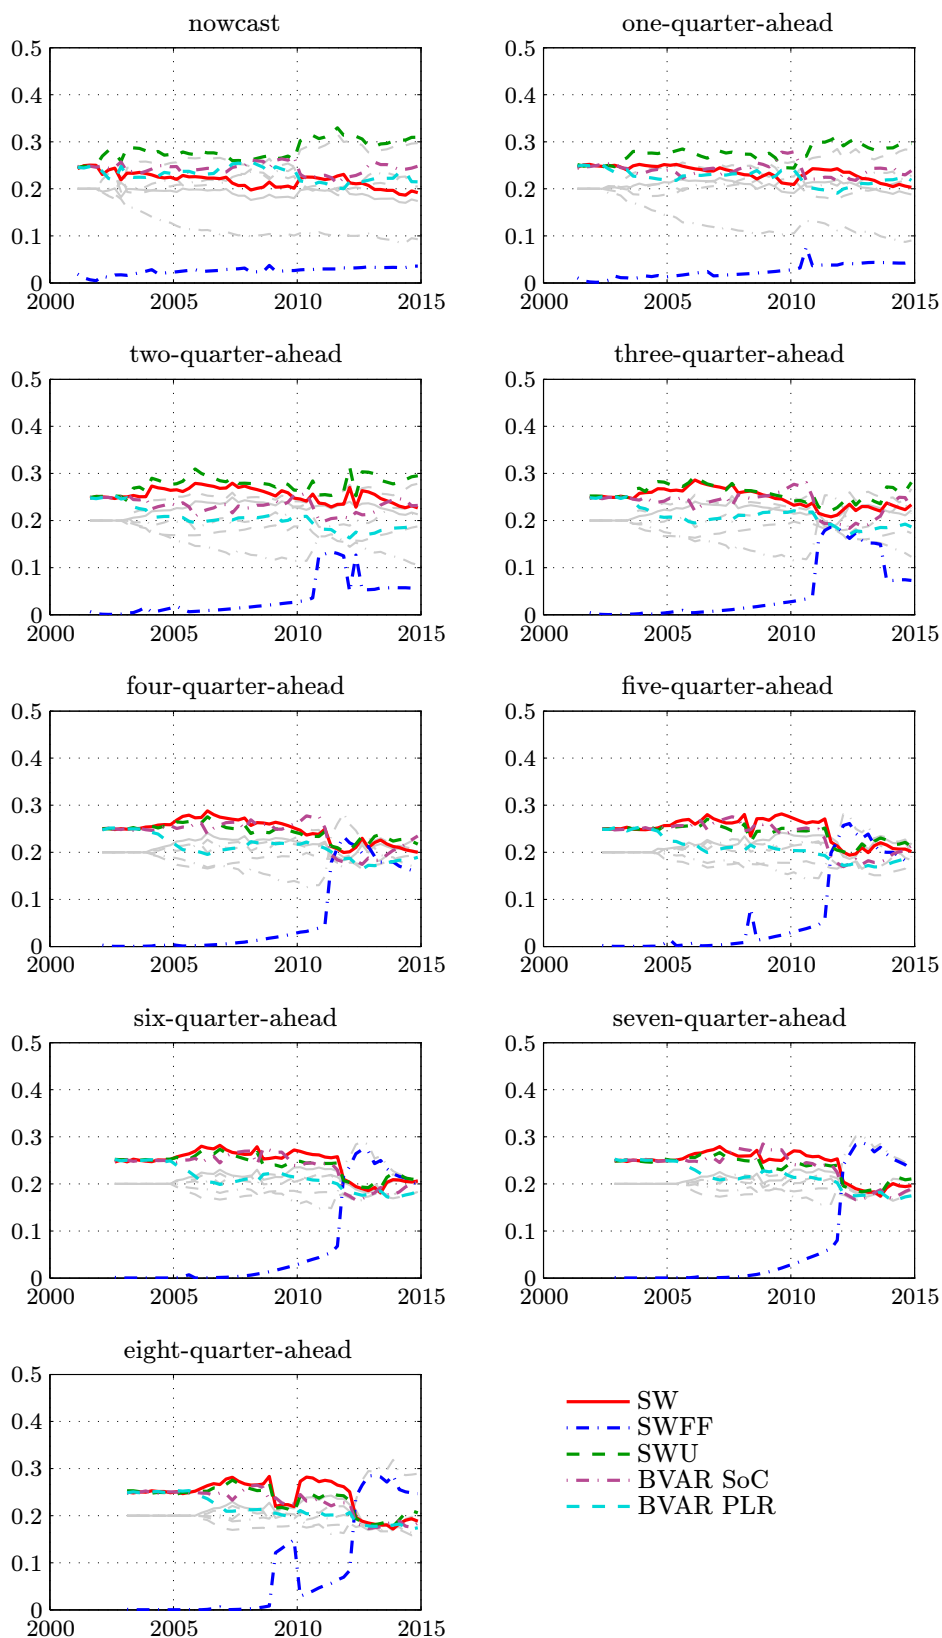 nowcast
0.5
0.4
0.3
0.2
0.1
0
2000 2005 2010 2015
one-quarter-ahead
0.5
0.4
0.3
0.2
0.1
0
2000 2005 2010 2015
two-quarter-ahead
0.5
0.4
0.3
0.2
0.1
0
2000 2005 2010 2015
three-quarter-ahead
0.5
0.4
0.3
0.2
0.1
0
2000 2005 2010 2015
four-quarter-ahead
0.5
0.4
0.3
0.2
0.1
0
2000 2005 2010 2015
five-quarter-ahead
0.5
0.4
0.3
0.2
0.1
0
2000 2005 2010 2015
six-quarter-ahead
0.5
0.4
0.3
0.2
0.1
0
2000 2005 2010 2015
seven-quarter-ahead
0.5
0.4
0.3
0.2
0.1
0
2000 2005 2010 2015
eight-quarter-ahead
0.5
0.4
0.3
0.2
0.1
0
2000 2005 2010 2015
SW
SWFF
SWU
BVAR SoC
BVAR PLR